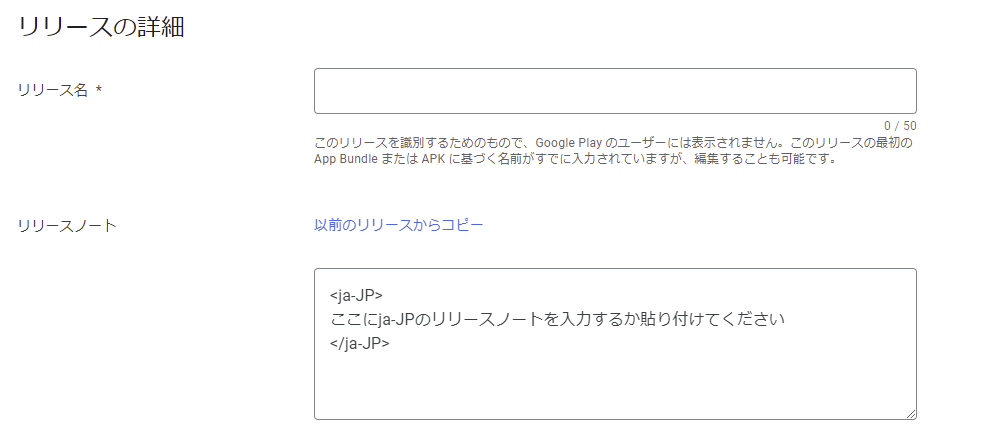 リリースの詳細
リリース名 *
0 / 50
このリリースを識別するためのもので、Google Play のユーザーには表示されません。このリリースの最初の
App Bundle または APK に基づく名前がすでに入力されていますが、編集することも可能です。
リリースノート
以前のリリースからコピー
<ja-JP>
ここにja-JPのリリースノートを入力するか貼り付けてください
</ja-JP>